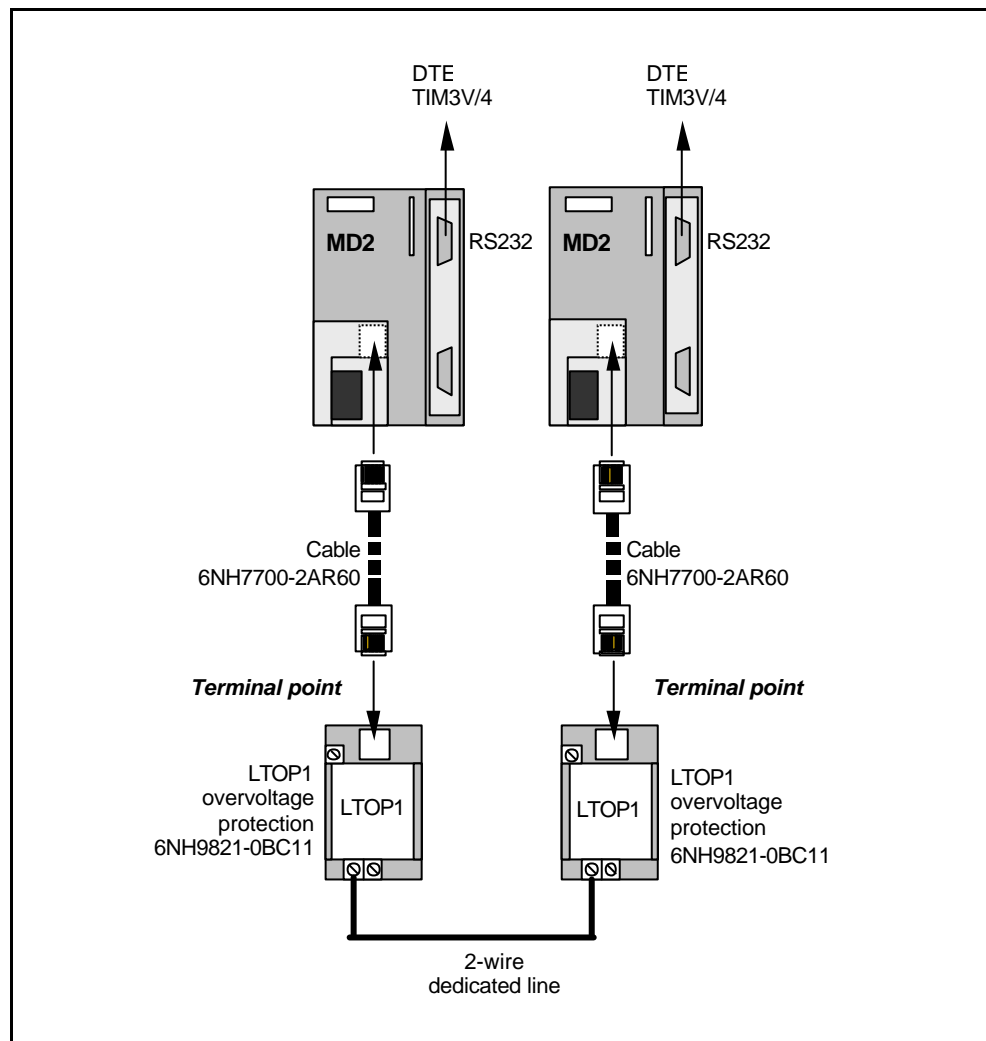 DTE
TIM3V/4
DTE
TIM3V/4
MD2
RS232
MD2
RS232
Cable
6NH7700-2AR60
Cable
6NH7700-2AR60
Terminal point
Terminal point
LTOP1
overvoltage
protection
6NH9821-0BC11
LTOP1
LTOP1
LTOP1
overvoltage
protection
6NH9821-0BC11
2-wire
dedicated line